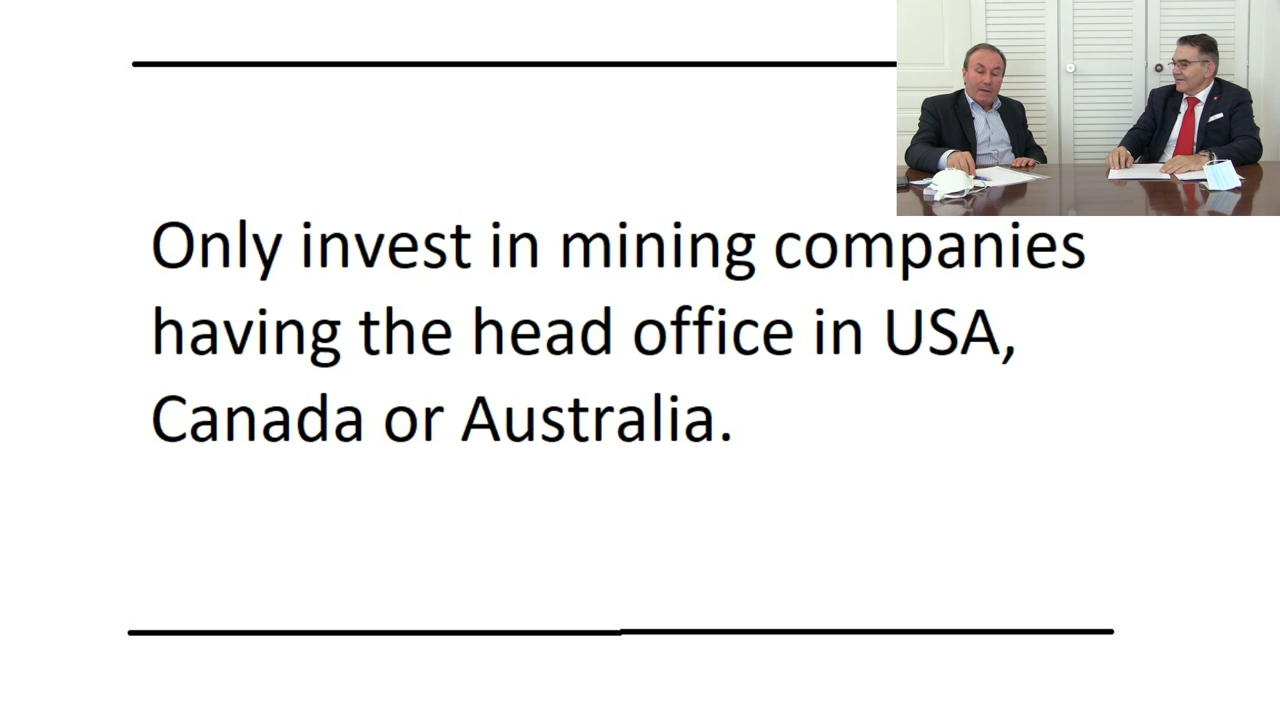 Only invest in mining companies
having the head office in USA,
Canada or Australia.